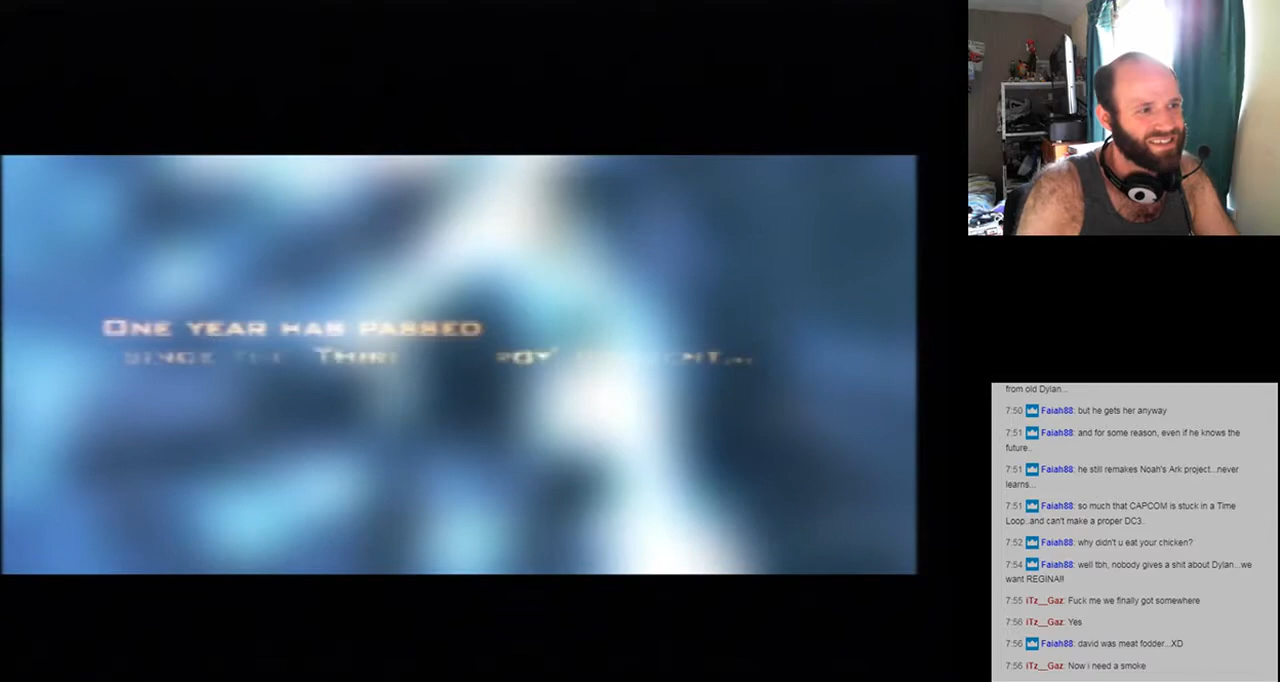 ONE YEAR HAS PASSED
SINCE THE THIRD
from old Dylan...
7:50 Faiah88: but he gets her anyway
7:51 Faiah88: and for some reason, even if he knows the
future..
7:51 Faiah88: he still remakes Noah's Ark project...never
learns...
7:51 Faiah88: so much that CAPCOM is stuck in a Time
Loop..and can't make a proper DC3..
7:52 Faiah88: why didn't u eat your chicken?
7:54 Faiah88: well tbh, nobody gives a shit about Dylan...we
want REGINA!!
7:55 iTz__Gaz: Fuck me we finally got somewhere
7:56 iTz__Gaz: Yes
7:56 Faiah88: david was meat fodder...XD
7:56 iTz__Gaz: Now i need a smoke